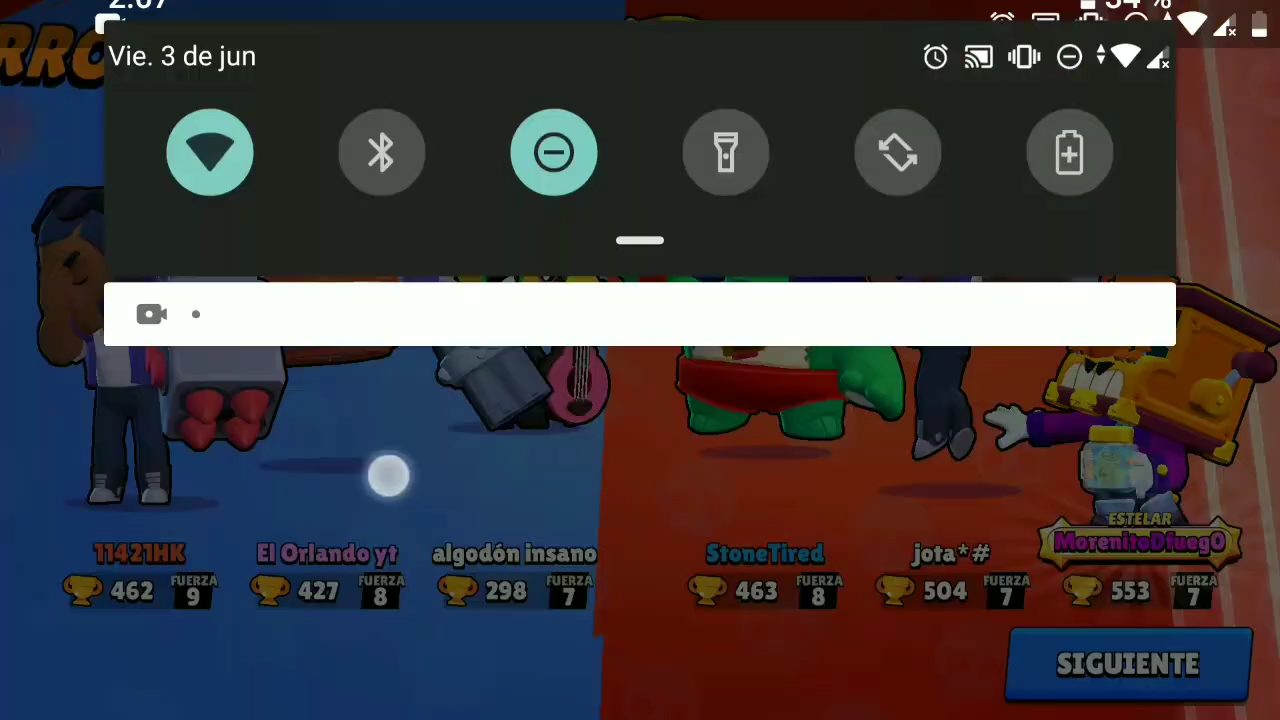 Vie. 3 de jun
11421HK
El Orlando yt
algodón insano
StoneTired
jota*#
ESTELAR
MorenitoDfuegO
462 FUERZA 9
427 FUERZA 8
298 FUERZA 7
463 FUERZA 8
504 FUERZA 7
553 FUERZA 7
SIGUIENTE